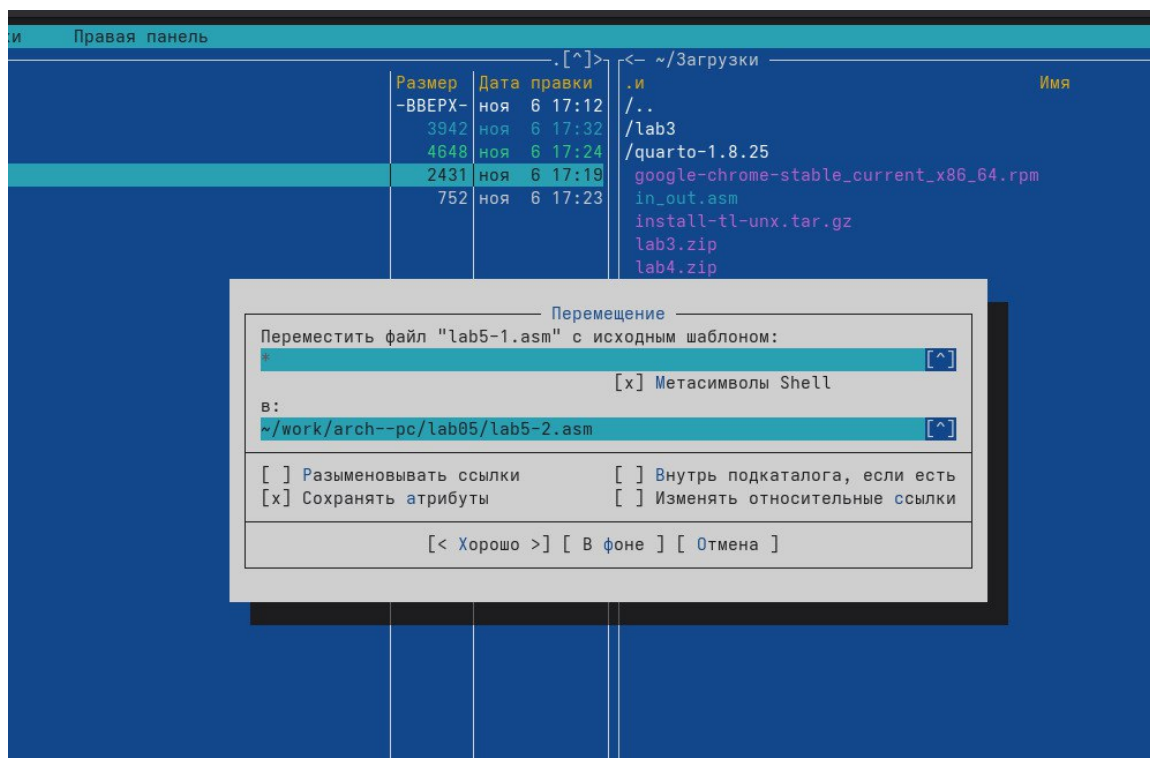 ки Правая панель
.[^]> <— ~/Загрузки
Размер Дата правки .и Имя
-ВВЕРХ- ноя 6 17:12 /..
3942 ноя 6 17:32 /lab3
4648 ноя 6 17:24 /quarto-1.8.25
2431 ноя 6 17:19 google-chrome-stable_current_x86_64.rpm
752 ноя 6 17:23 in_out.asm
install-tl-unx.tar.gz
lab3.zip
lab4.zip
Перемещение
Переместить файл "lab5-1.asm" с исходным шаблоном:
* [^]
[x] Метасимволы Shell
в:
~/work/arch--pc/lab05/lab5-2.asm [^]
[ ] Разыменовывать ссылки [ ] Внутрь подкаталога, если есть
[x] Сохранять атрибуты [ ] Изменять относительные ссылки
[< Хорошо >] [ В фоне ] [ Отмена ]